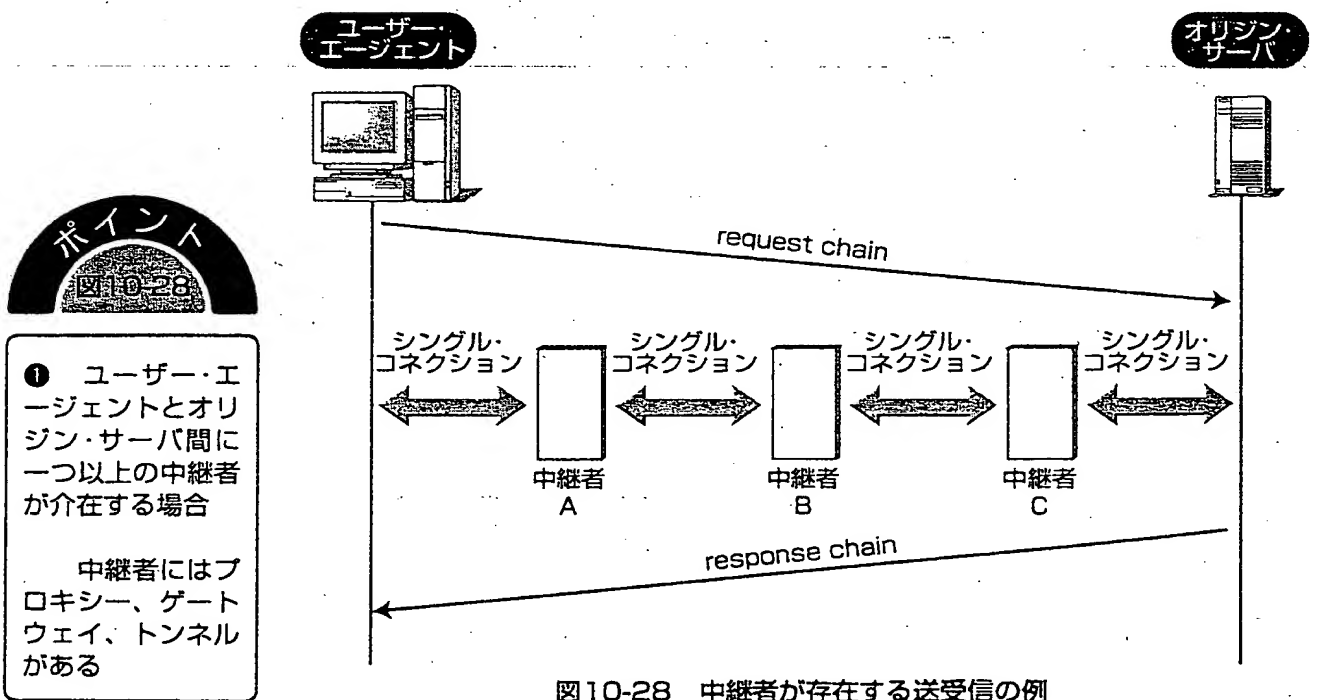 ユーザー・
エージェント
オリジン・
サーバ
request chain
ポイント
図10-28
シングル・
コネクション
シングル・
コネクション
シングル・
コネクション
シングル・
コネクション
中継者
A
中継者
B
中継者
C
response chain
❶ ユーザー・エ
ージェントとオリ
ジン・サーバ間に
一つ以上の中継者
が介在する場合
中継者にはプ
ロキシー、ゲート
ウェイ、トンネル
がある
図10-28 中継者が存在する送受信の例